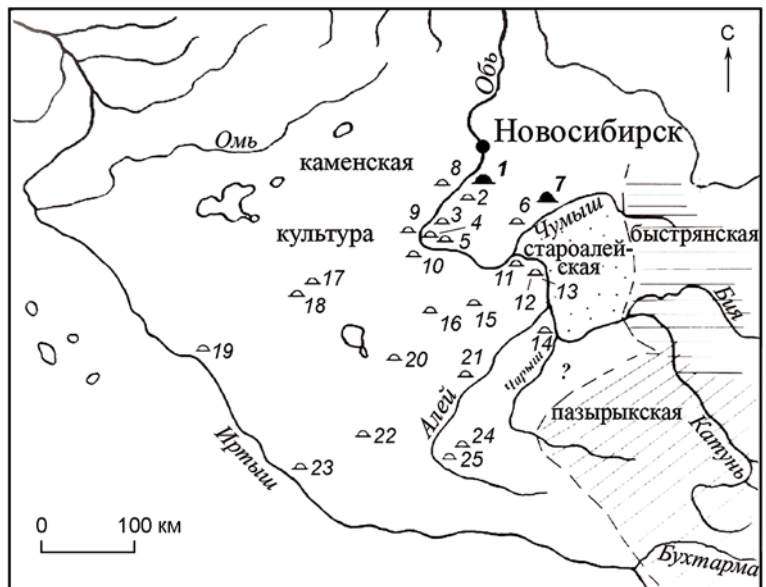 С
Обь
Новосибирск
Омь
каменская
8
1
2
7
культура
9
3
4
5
6
Чумыш
быстрянская
староалей-
ская
10
11
12
13
17
18
16
15
Бия
14
19
20
21
Чарыш
?
пазырыкская
Алей
Катунь
22
24
25
23
Иртыш
0
100 км
Бухтарма